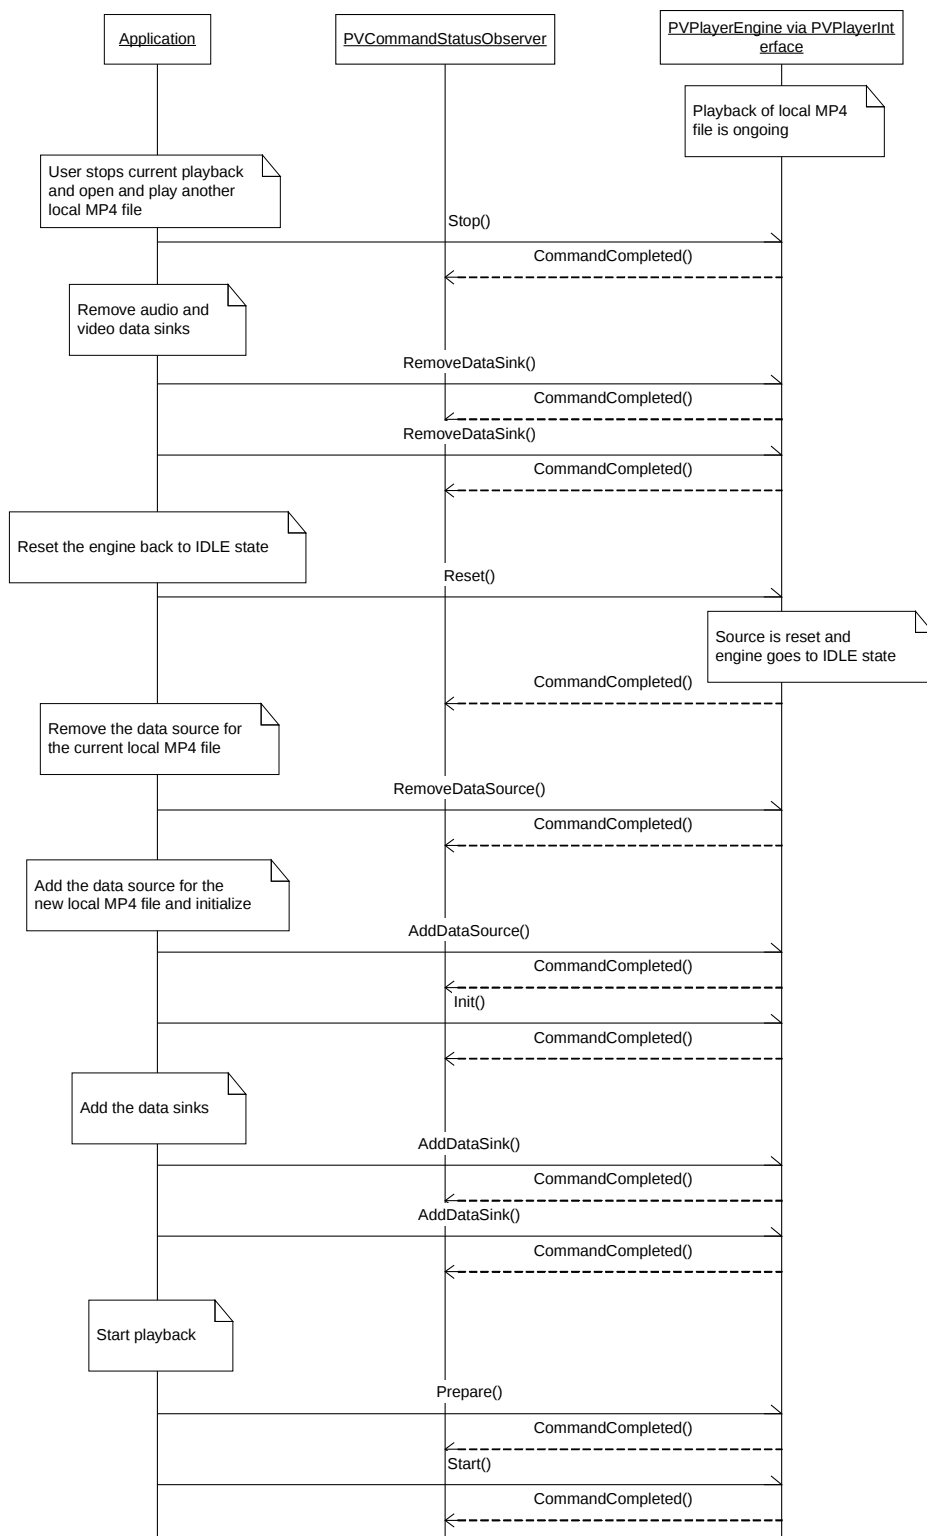 Application
PVCommandStatusObserver
PVPlayerEngine via PVPlayerInt
erface
Playback of local MP4
file is ongoing
User stops current playback
and open and play another
local MP4 file
Stop()
CommandCompleted()
Remove audio and
video data sinks
RemoveDataSink()
CommandCompleted()
RemoveDataSink()
CommandCompleted()
Reset the engine back to IDLE state
Reset()
Source is reset and
engine goes to IDLE state
CommandCompleted()
Remove the data source for
the current local MP4 file
RemoveDataSource()
CommandCompleted()
Add the data source for the
new local MP4 file and initialize
AddDataSource()
CommandCompleted()
Init()
CommandCompleted()
Add the data sinks
AddDataSink()
CommandCompleted()
AddDataSink()
CommandCompleted()
Start playback
Prepare()
CommandCompleted()
Start()
CommandCompleted()